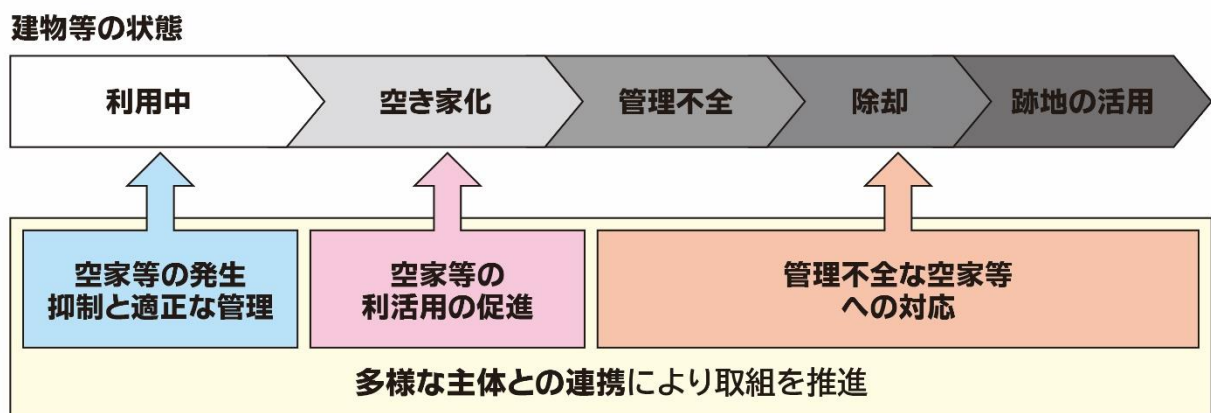 建物等の状態
利用中
空き家化
管理不全
除却
跡地の活用
空家等の発生
抑制と適正な管理
空家等の
利活用の促進
管理不全な空家等
への対応
多様な主体との連携により取組を推進